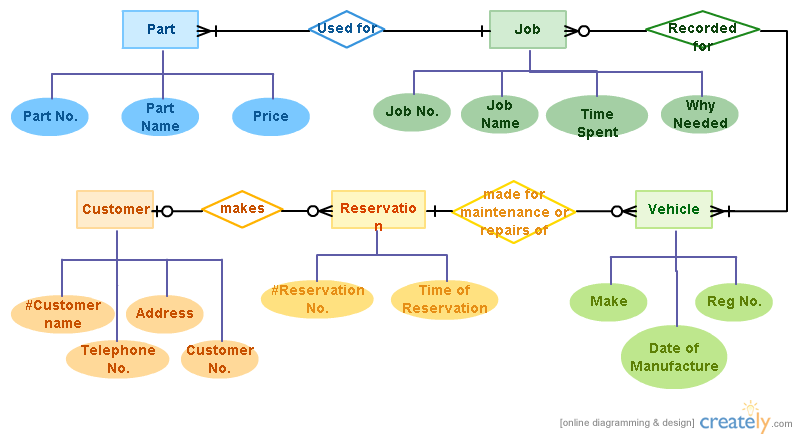 Part
Used for
Job
Recorded
for
Part No.
Part
Name
Price
Job No.
Job
Name
Time
Spent
Why
Needed
Customer
makes
Reservatio
n
made for
maintenance or
repairs of
Vehicle
#Customer
name
Address
Telephone
No.
Customer
No.
#Reservation
No.
Time of
Reservation
Make
Reg No.
Date of
Manufacture
[online diagramming & design] creately.com